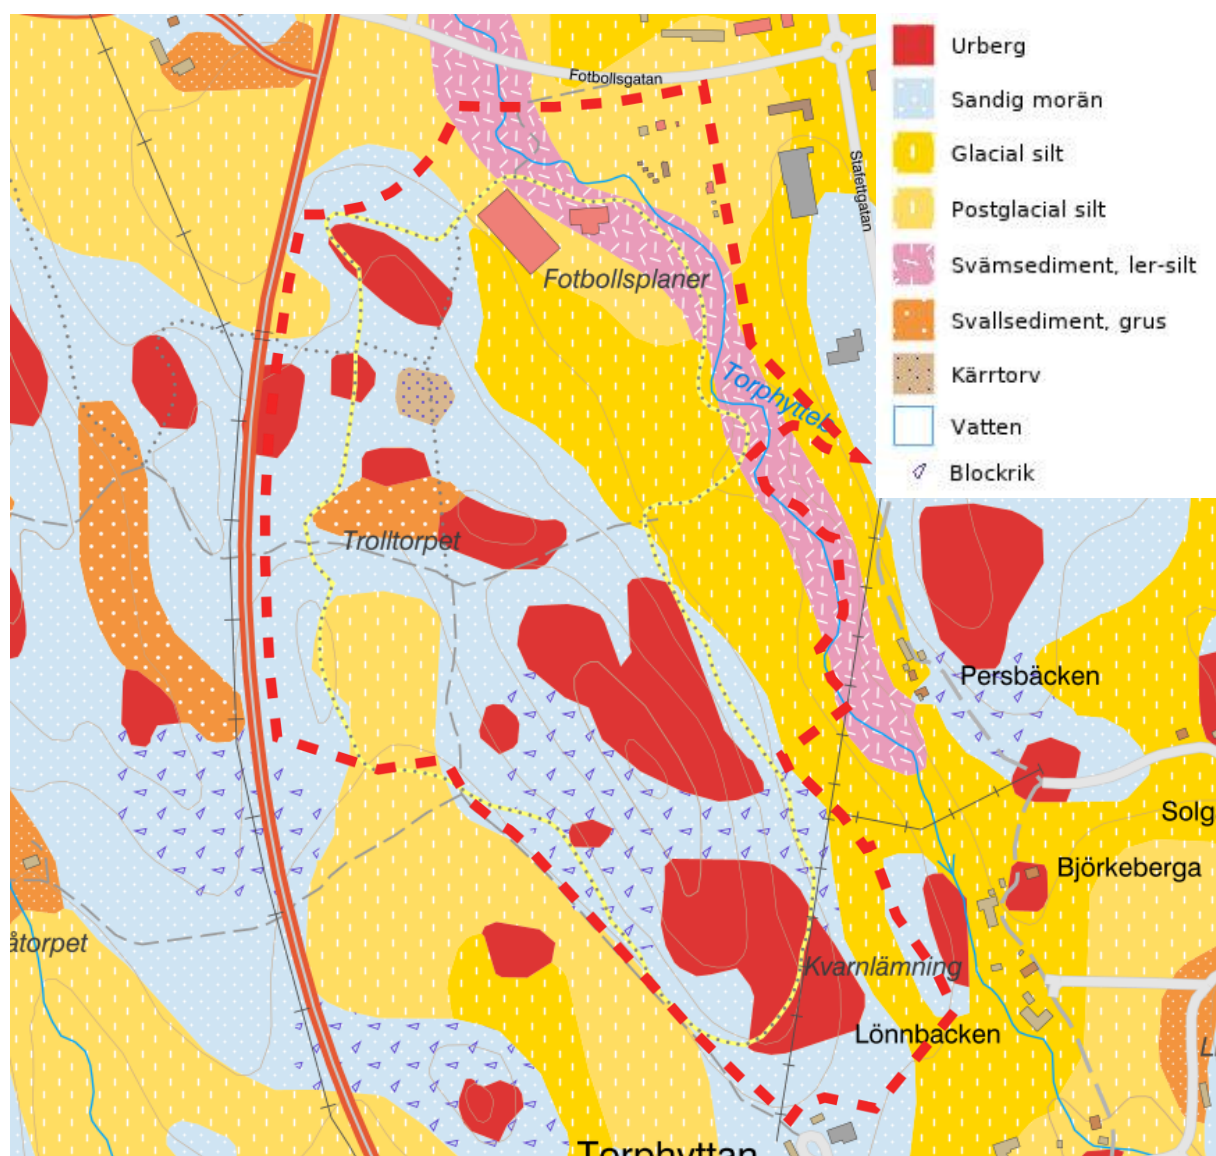 Fotbollsgatan
Stafettgatan
Urberg
Sandig morän
Glacial silt
Postglacial silt
Svämsediment, ler-silt
Svallsediment, grus
Kärrtorv
Vatten
Blockrik
Fotbollsplaner
Torphytteb
Trolltorpet
Persbäcken
Solg
Björkeberga
åtorpet
Kvarnlämning
Lönnbacken
L
Torphyttan